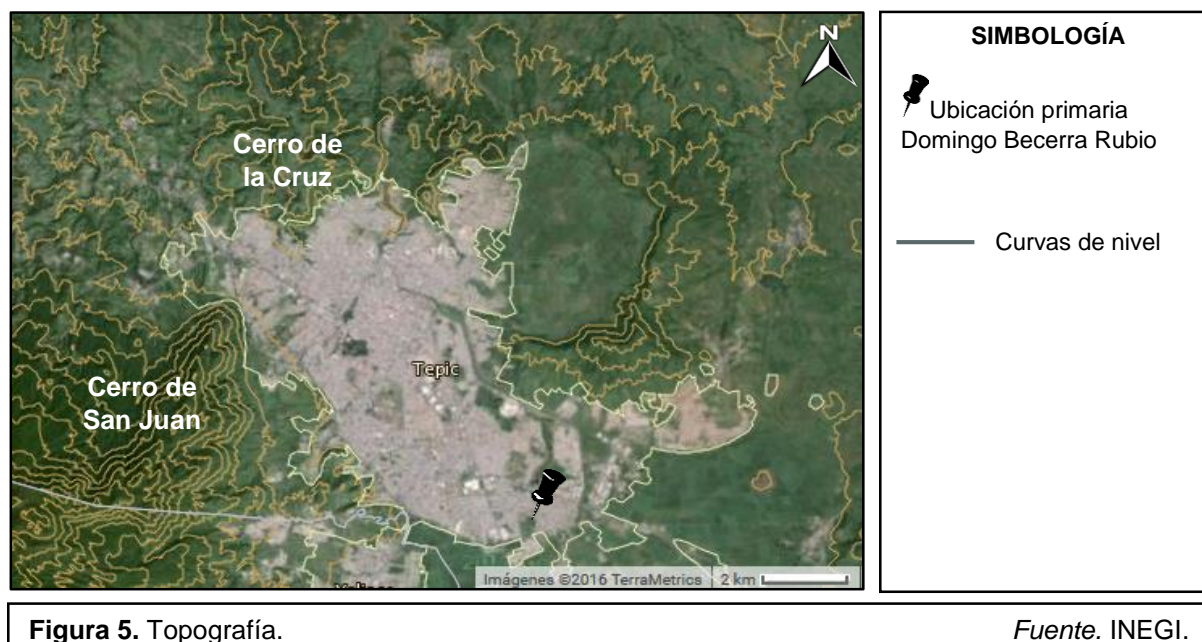 N
Cerro de
la Cruz
Tepic
Cerro de
San Juan
Imágenes ©2016 TerraMetrics
2 km
SIMBOLOGÍA
Ubicación primaria
Domingo Becerra Rubio
Curvas de nivel
Figura 5. Topografía.
Fuente. INEGI.